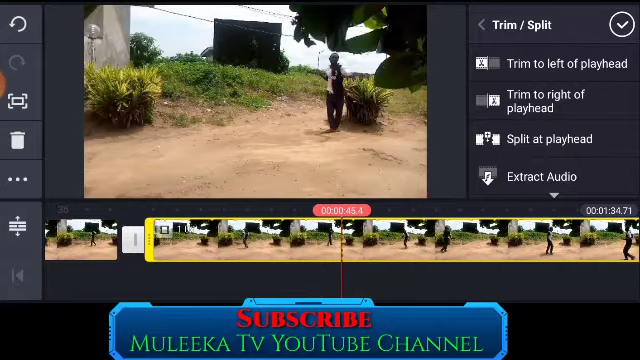 Trim / Split
Trim to left of playhead
Trim to right of
playhead
Split at playhead
Extract Audio
36
00:00:45.4
00:01:34.71
SUBSCRIBE
MULEEKA TV YOUTUBE CHANNEL